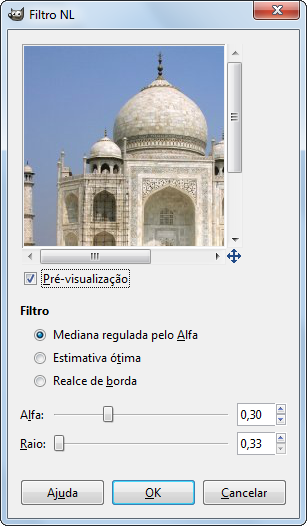 Filtro NL
Pré-visualização
Filtro
Mediana regulada pelo Alfa
Estimativa ótima
Realce de borda
Alfa: 0,30
Raio: 0,33
Ajuda OK Cancelar